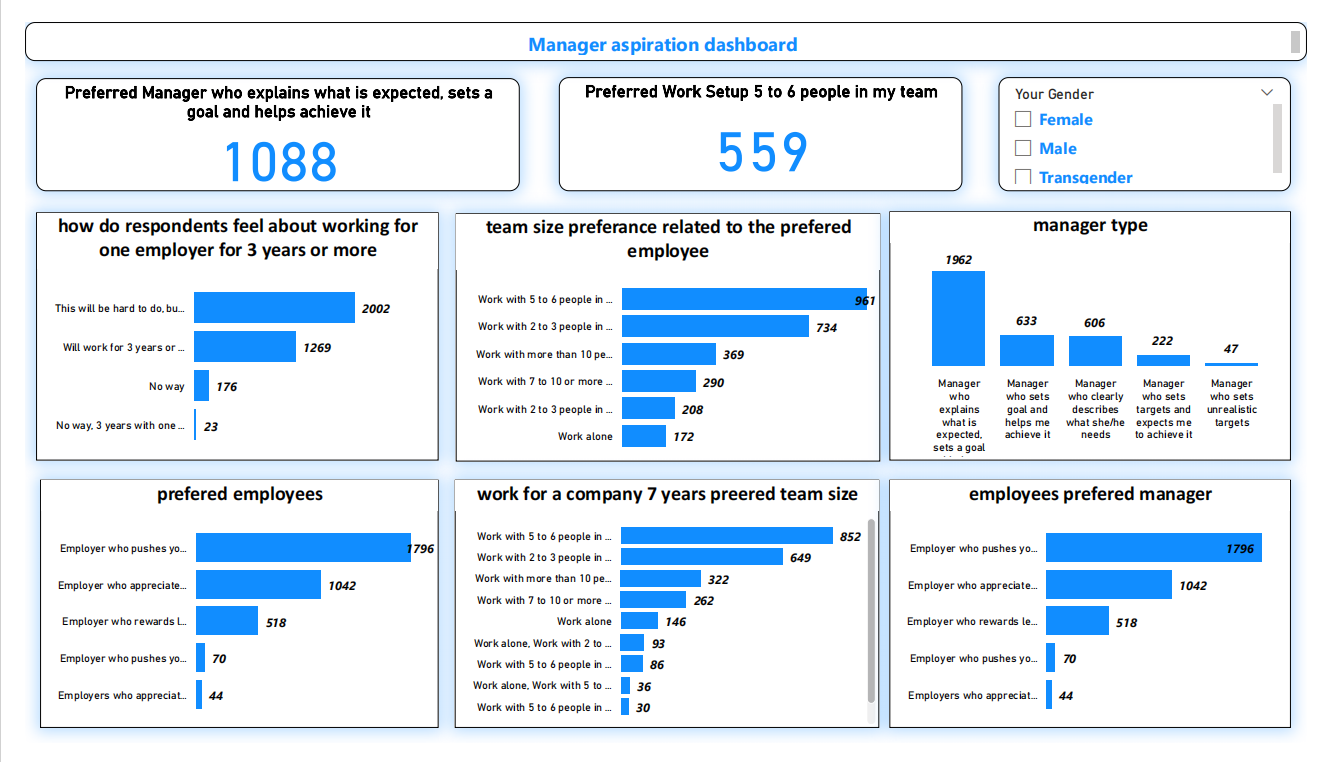 Manager aspiration dashboard
Preferred Manager who explains what is expected, sets a
goal and helps achieve it
1088
Preferred Work Setup 5 to 6 people in my team
559
Your Gender
Female
Male
Transgender
how do respondents feel about working for
one employer for 3 years or more
This will be hard to do, bu... 2002
Will work for 3 years or ... 1269
No way 176
No way, 3 years with one ... 23
team size preferance related to the prefered
employee
Work with 5 to 6 people in ... 961
Work with 2 to 3 people in ... 734
Work with more than 10 pe... 369
Work with 7 to 10 or more ... 290
Work with 2 to 3 people in ... 208
Work alone 172
manager type
1962
633
606
222
47
Manager
who
explains
what is
expected,
sets a goal
Manager
who sets
goal and
helps me
achieve it
Manager
who clearly
describes
what she/he
needs
Manager
who sets
targets and
expects me
to achieve it
Manager
who sets
unrealistic
targets
prefered employees
Employer who pushes yo... 1796
Employer who appreciate... 1042
Employer who rewards l... 518
Employer who pushes yo... 70
Employers who appreciat... 44
work for a company 7 years preered team size
Work with 5 to 6 people in ... 852
Work with 2 to 3 people in ... 649
Work with more than 10 pe... 322
Work with 7 to 10 or more ... 262
Work alone 146
Work alone, Work with 2 to ... 93
Work with 5 to 6 people in ... 86
Work alone, Work with 5 to ... 36
Work with 5 to 6 people in ... 30
employees prefered manager
Employer who pushes yo... 1796
Employer who appreciate... 1042
Employer who rewards le... 518
Employer who pushes yo... 70
Employers who appreciat... 44